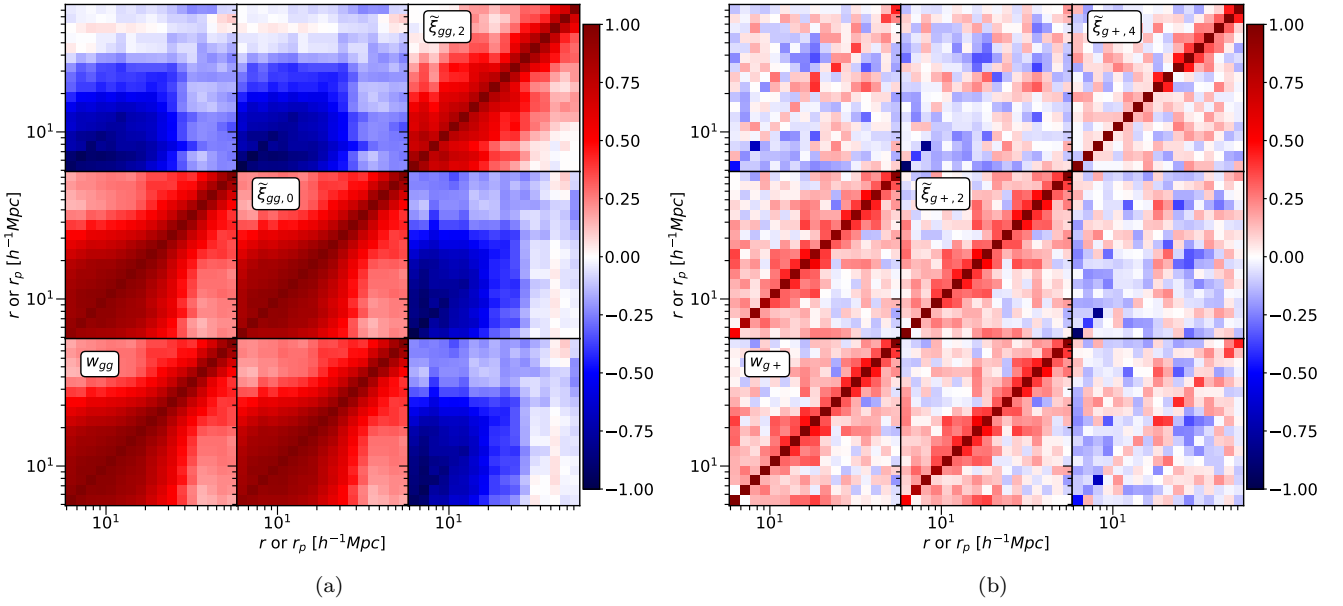 ξ̃gg,2
1.00
ξ̃g+,4
1.00
0.75
0.75
10¹
10¹
0.50
0.50
r or rp [h⁻¹Mpc]
ξ̃gg,0
0.25
r or rp [h⁻¹Mpc]
ξ̃g+,2
0.25
0.00
0.00
10¹
−0.25
10¹
−0.25
wgg
−0.50
wg+
−0.50
10¹
−0.75
10¹
−0.75
−1.00
−1.00
10¹ 10¹ 10¹
10¹ 10¹ 10¹
r or rp [h⁻¹Mpc]
r or rp [h⁻¹Mpc]
(a)
(b)